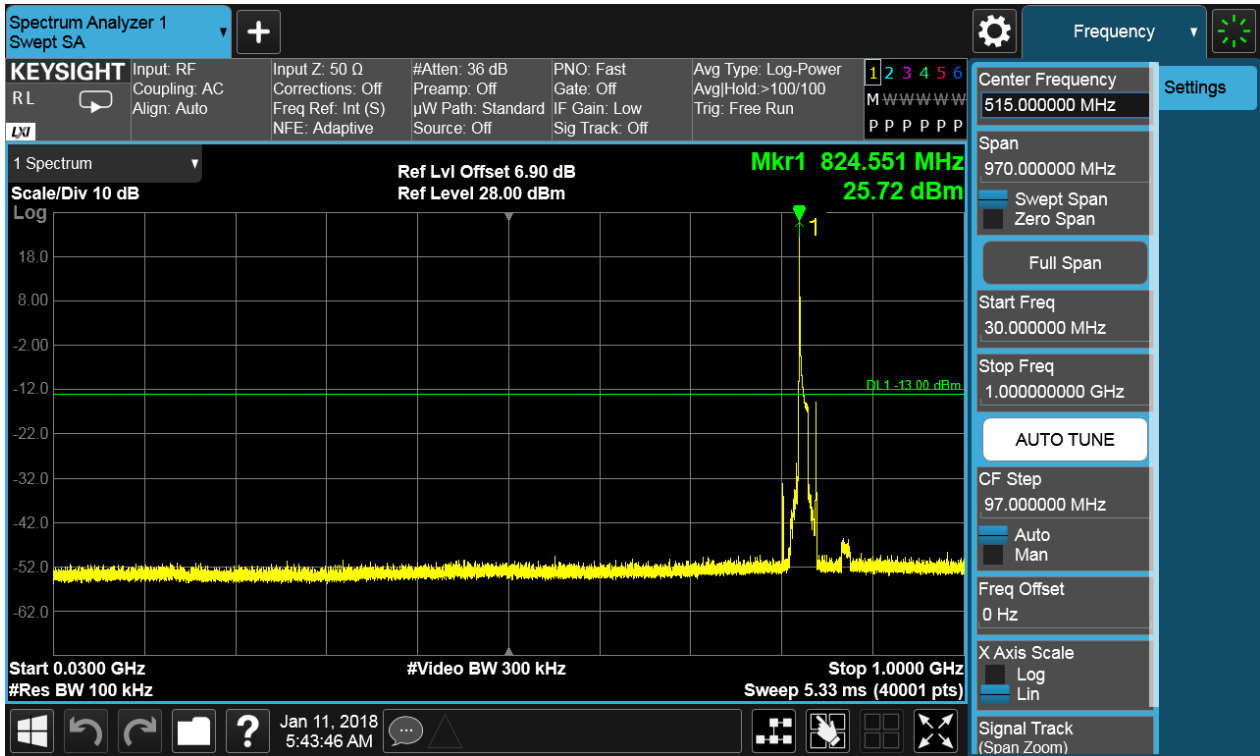 Spectrum Analyzer 1
Swept SA
Frequency
KEYSIGHT
RL
LXI
Input: RF
Coupling: AC
Align: Auto
Input Z: 50 Ω
Corrections: Off
Freq Ref: Int (S)
NFE: Adaptive
#Atten: 36 dB
Preamp: Off
µW Path: Standard
Source: Off
PNO: Fast
Gate: Off
IF Gain: Low
Sig Track: Off
Avg Type: Log-Power
Avg|Hold:>100/100
Trig: Free Run
1 2 3 4 5 6
M W W W W W
P P P P P P
1 Spectrum
Scale/Div 10 dB
Log
Ref Lvl Offset 6.90 dB
Ref Level 28.00 dBm
Mkr1 824.551 MHz
25.72 dBm
1
18.0
8.00
-2.00
-12.0
DL1 -13.00 dBm
-22.0
-32.0
-42.0
-52.0
-62.0
Start 0.0300 GHz
#Res BW 100 kHz
#Video BW 300 kHz
Stop 1.0000 GHz
Sweep 5.33 ms (40001 pts)
Center Frequency
515.000000 MHz
Settings
Span
970.000000 MHz
Swept Span
Zero Span
Full Span
Start Freq
30.000000 MHz
Stop Freq
1.000000000 GHz
AUTO TUNE
CF Step
97.000000 MHz
Auto
Man
Freq Offset
0 Hz
X Axis Scale
Log
Lin
Signal Track
(Span Zoom)
?
Jan 11, 2018
5:43:46 AM